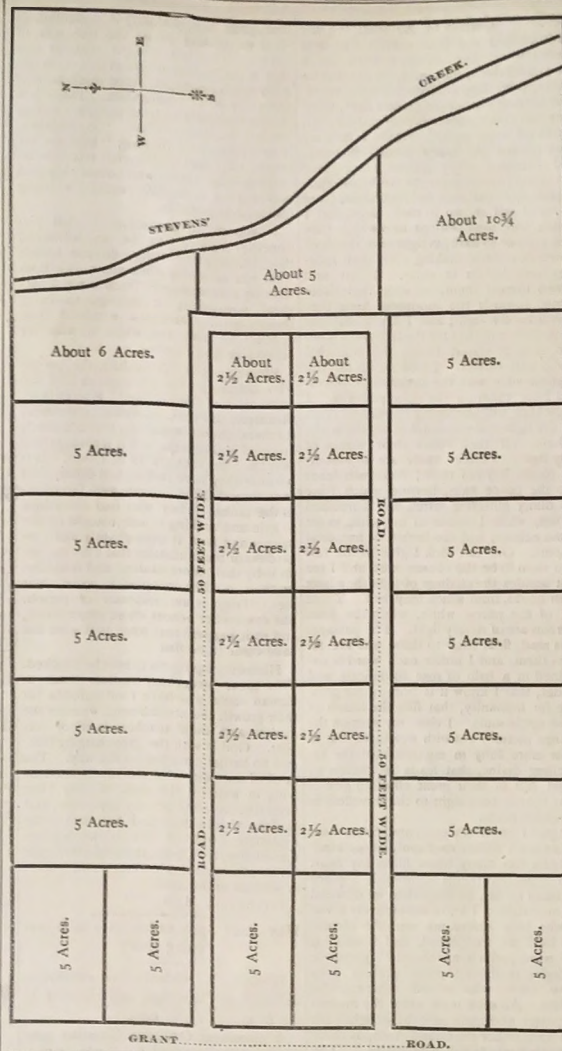 E
N
S
W
CREEK.
STEVENS'
About 10¾
Acres.
About 5
Acres.
About 6 Acres.
About
2½ Acres.
About
2½ Acres.
5 Acres.
5 Acres.
2½ Acres.
2½ Acres.
5 Acres.
5 Acres.
2½ Acres.
2½ Acres.
5 Acres.
5 Acres.
2½ Acres.
2½ Acres.
5 Acres.
5 Acres.
2½ Acres.
2½ Acres.
5 Acres.
5 Acres.
2½ Acres.
2½ Acres.
5 Acres.
ROAD........50 FEET WIDE.
ROAD........50 FEET WIDE.
5 Acres.
5 Acres.
5 Acres.
5 Acres.
5 Acres.
5 Acres.
GRANT........ROAD.